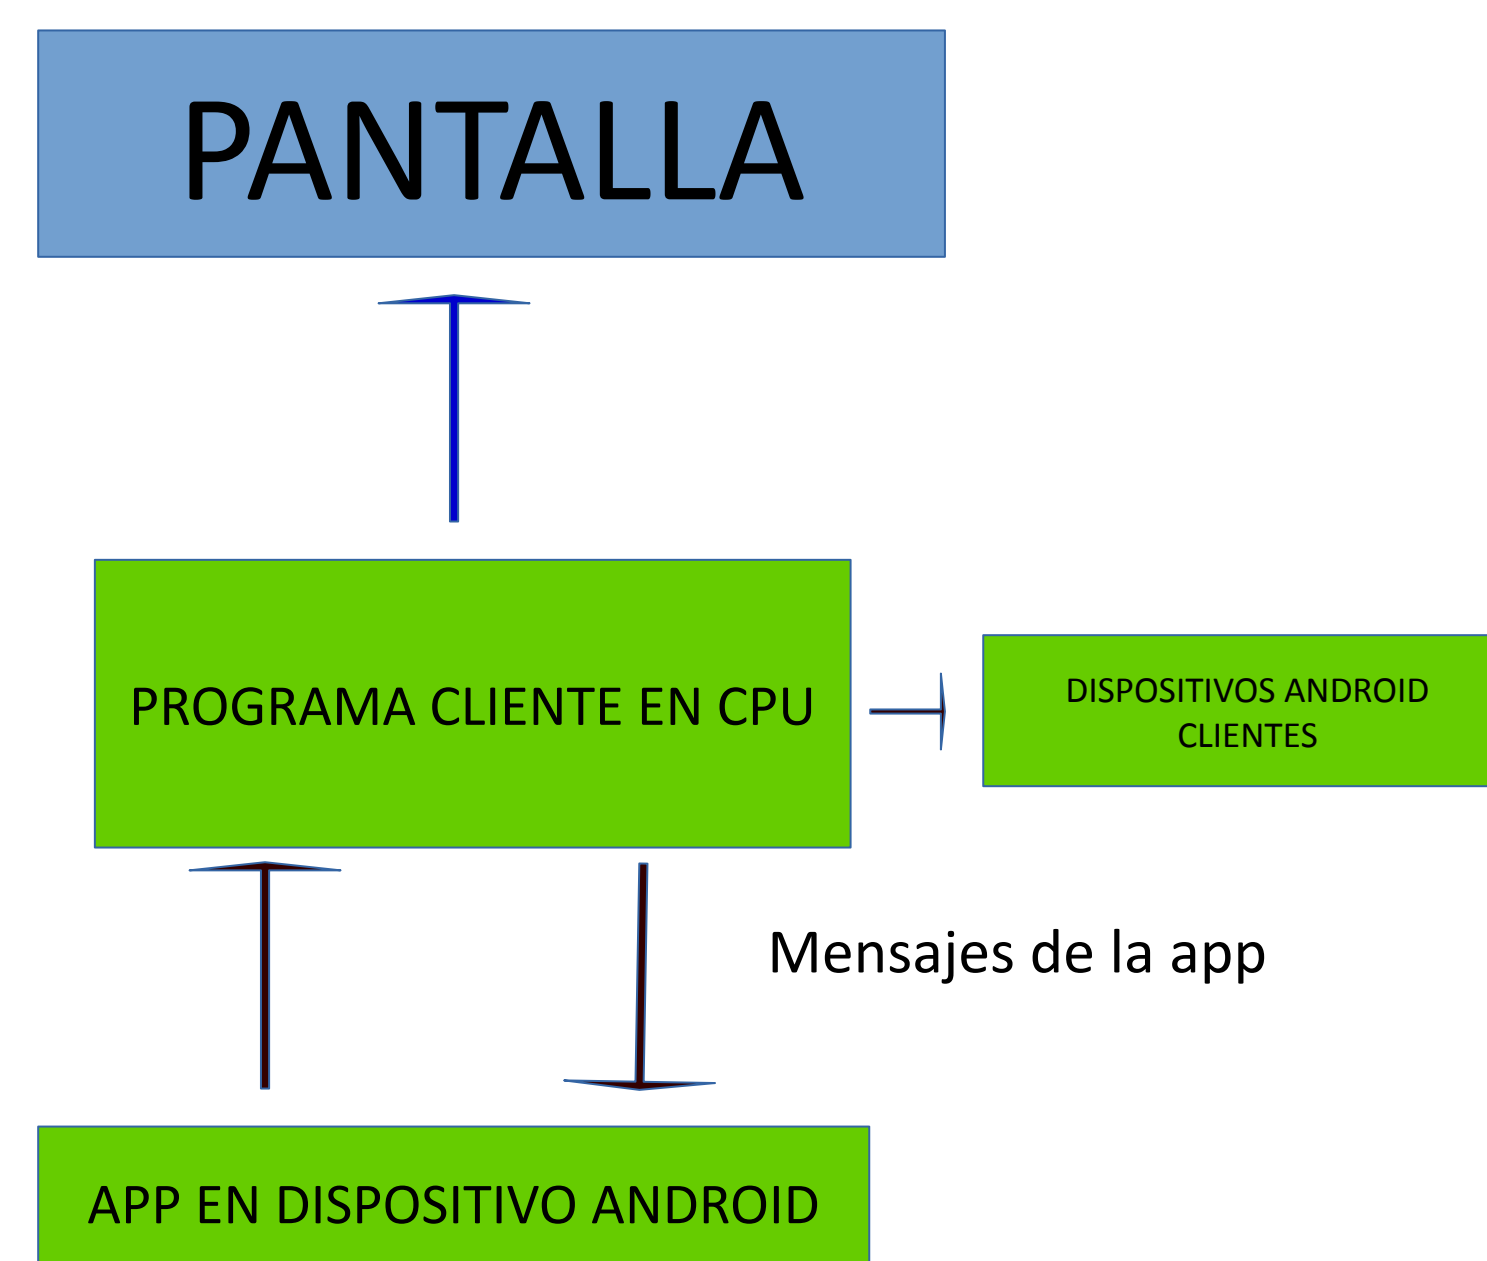 PANTALLA
PROGRAMA CLIENTE EN CPU
DISPOSITIVOS ANDROID
CLIENTES
Mensajes de la app
APP EN DISPOSITIVO ANDROID